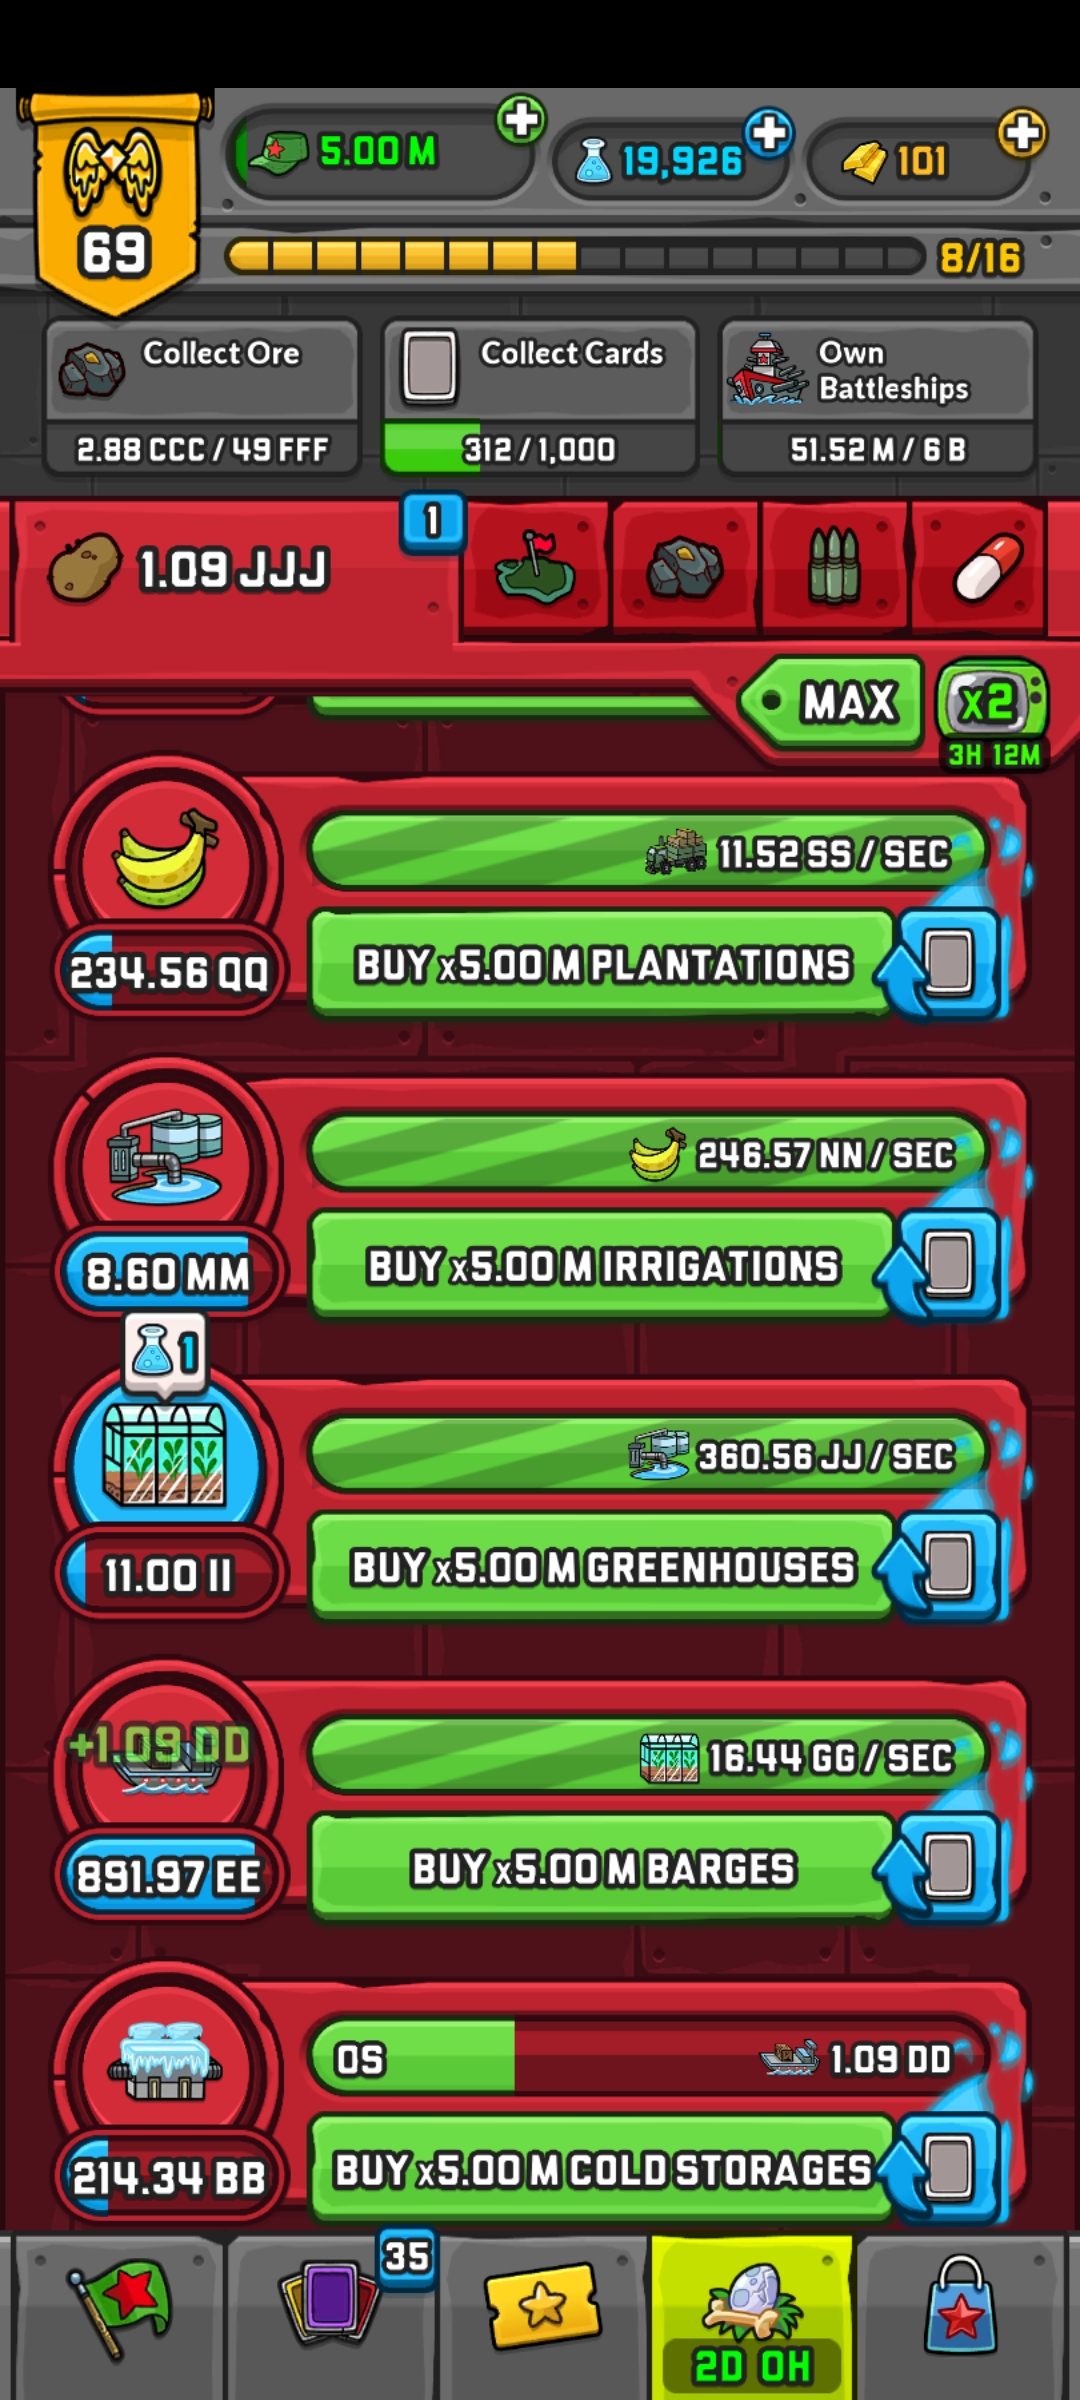 5.00 M
19,926
101
69
8/16
Collect Ore
2.88 CCC / 49 FFF
Collect Cards
312 / 1,000
Own
Battleships
51.52 M / 6 B
1.09 JJJ
1
MAX
x2
3H 12M
11.52 SS / SEC
234.56 QQ
BUY x5.00 M PLANTATIONS
246.57 NN / SEC
8.60 MM
BUY x5.00 M IRRIGATIONS
1
360.56 JJ / SEC
11.00 II
BUY x5.00 M GREENHOUSES
+1.09 DD
16.44 GG / SEC
891.97 EE
BUY x5.00 M BARGES
0S
1.09 DD
214.34 BB
BUY x5.00 M COLD STORAGES
35
2D 0H